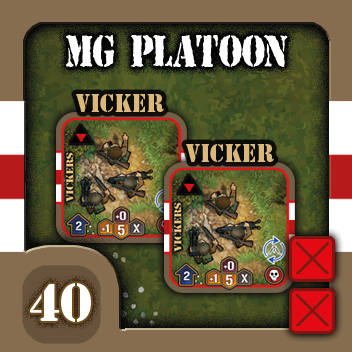 MG PLATOON
VICKER
VICKERS
+0
2 -1 5 X
VICKER
VICKERS
+0
2 -1 5 X
40